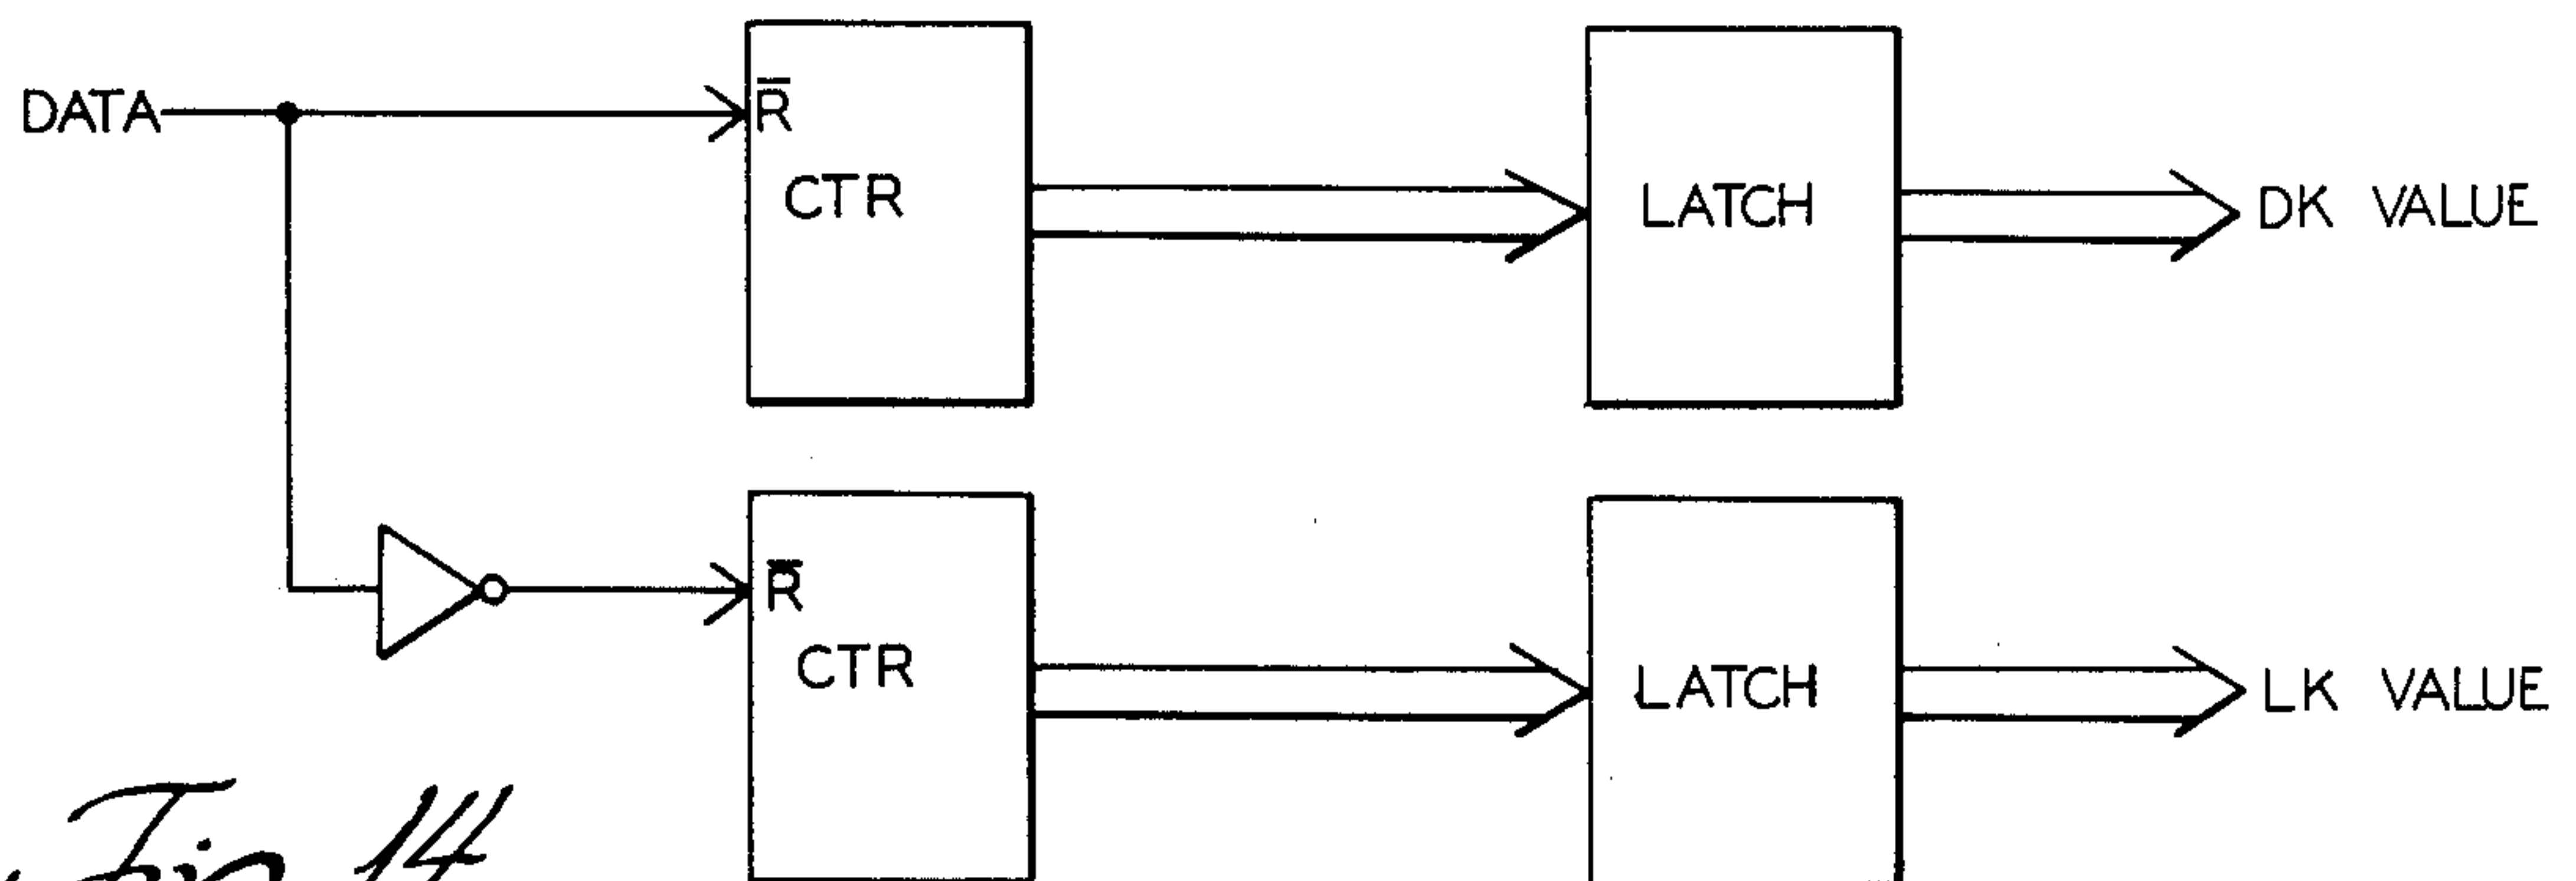 DATA
R̅
CTR
LATCH
DK VALUE
R̅
CTR
LATCH
LK VALUE
Fig 14